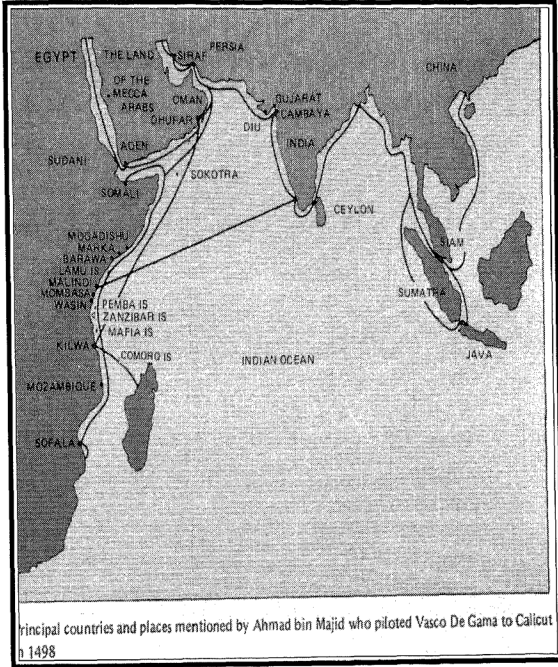 EGYPT
THE LAND
OF THE
MECCA
ARABS
SIRAF
PERSIA
CHINA
OMAN
DHUFAR
GUJARAT
CAMBAYA
DIU
INDIA
ADEN
SUDANI
SOKOTRA
SOMALI
CEYLON
MOGADISHU
MARKA
BARAWA
LAMU IS
MALINDI
MOMBASA
WASIN
PEMBA IS
ZANZIBAR IS
MAFIA IS
SIAM
SUMATRA
KILWA
COMORO IS
INDIAN OCEAN
JAVA
MOZAMBIQUE
SOFALA
rincipal countries and places mentioned by Ahmad bin Majid who piloted Vasco De Gama to Calicut
n 1498